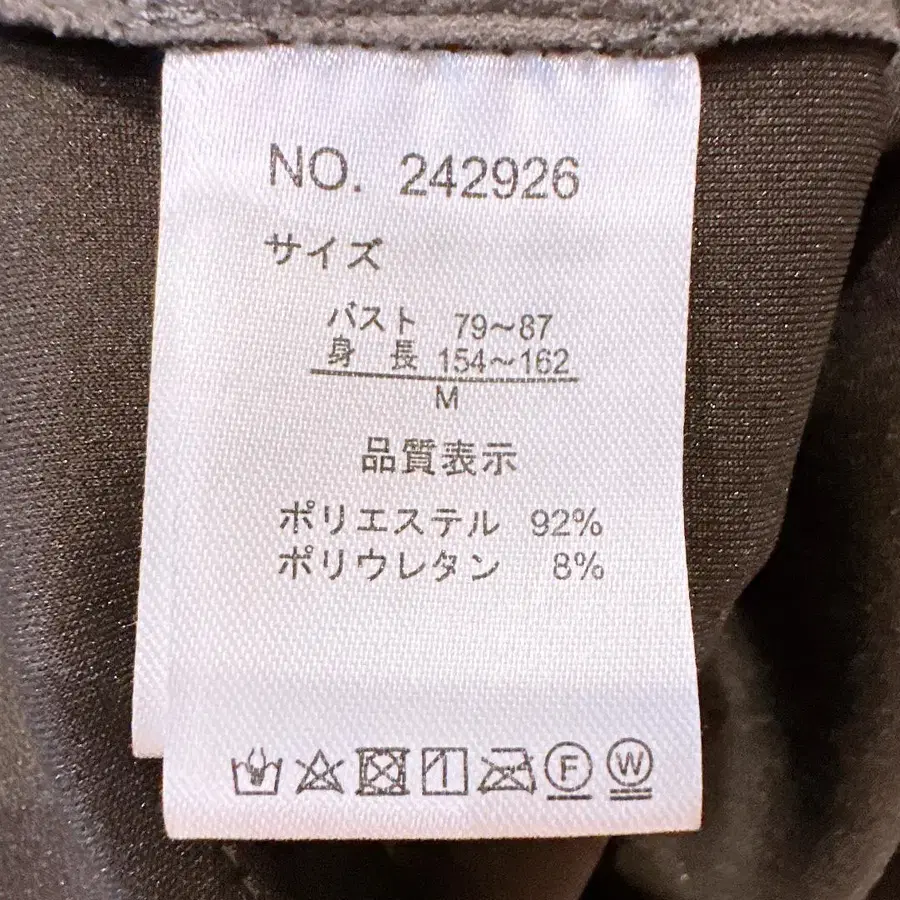 NO. 242926
サイズ
バスト 79〜87
身 長 154〜162
M
品質表示
ポリエステル 92%
ポリウレタン 8%
F W